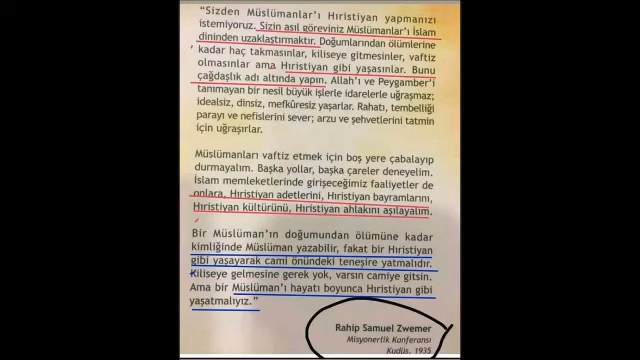 “Sizden Müslümanlar’ı Hıristiyan yapmanızı
istemiyoruz. Sizin asıl göreviniz Müslümanlar’ı İslam
dininden uzaklaştırmaktır. Doğumlarından ölümlerine
kadar haç takmasınlar, kiliseye gitmesinler, vaftiz
olmasınlar ama Hıristiyan gibi yaşasınlar. Bunu
çağdaşlık adı altında yapın. Allah’ı ve Peygamber’i
tanımayan bir nesil büyük işlerle idarelerle uğraşmaz;
idealsiz, dinsiz, mefkûresiz yaşarlar. Rahatı, tembelliği
parayı ve nefislerini sever; arzu ve şehvetlerini tatmin
için uğraşırlar.
Müslümanları vaftiz etmek için boş yere çabalayıp
durmayalım. Başka yollar, başka çareler deneyelim.
İslam memleketlerinde girişeceğimiz faaliyetler de
onlara, Hıristiyan adetlerini, Hıristiyan bayramlarını,
Hıristiyan kültürünü, Hıristiyan ahlakını aşılayalım.
Bir Müslüman’ın doğumundan ölümüne kadar
kimliğinde Müslüman yazabilir, fakat bir Hıristiyan
gibi yaşayarak cami önündeki teneşire yatmalıdır.
Kiliseye gelmesine gerek yok, varsın camiye gitsin.
Ama bir Müslüman’ı hayatı boyunca Hıristiyan gibi
yaşatmalıyız.”
Rahip Samuel Zwemer
Misyonerlik Konferansı
Kudüs, 1935